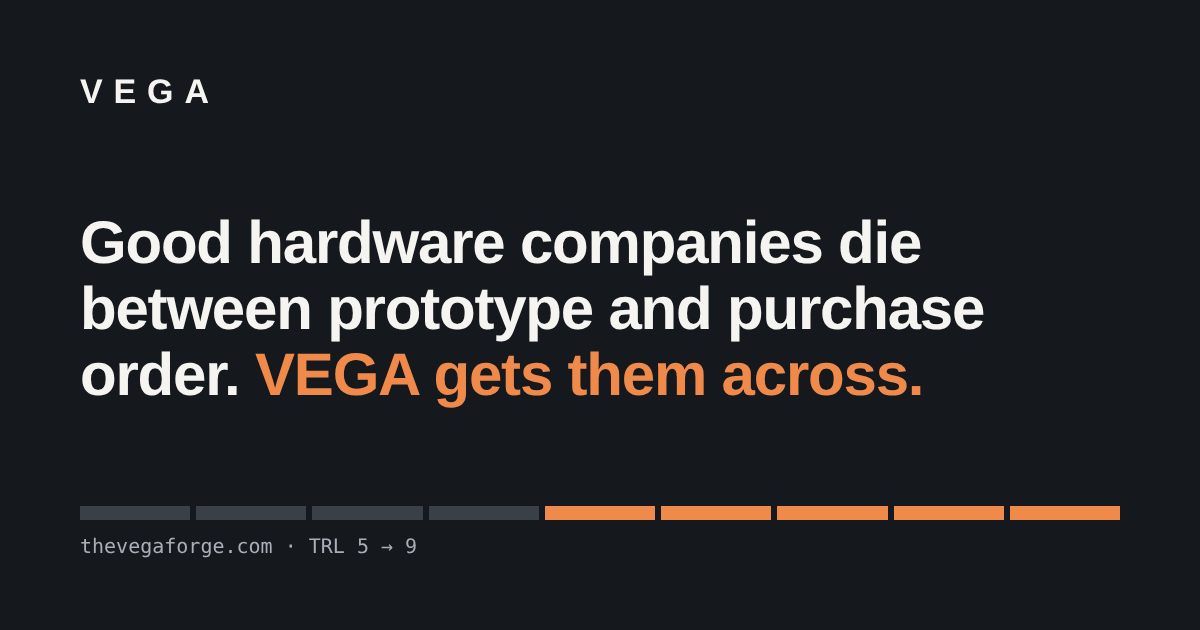 VEGA
Good hardware companies die
between prototype and purchase
order. VEGA gets them across.
thevegaforge.com · TRL 5 → 9